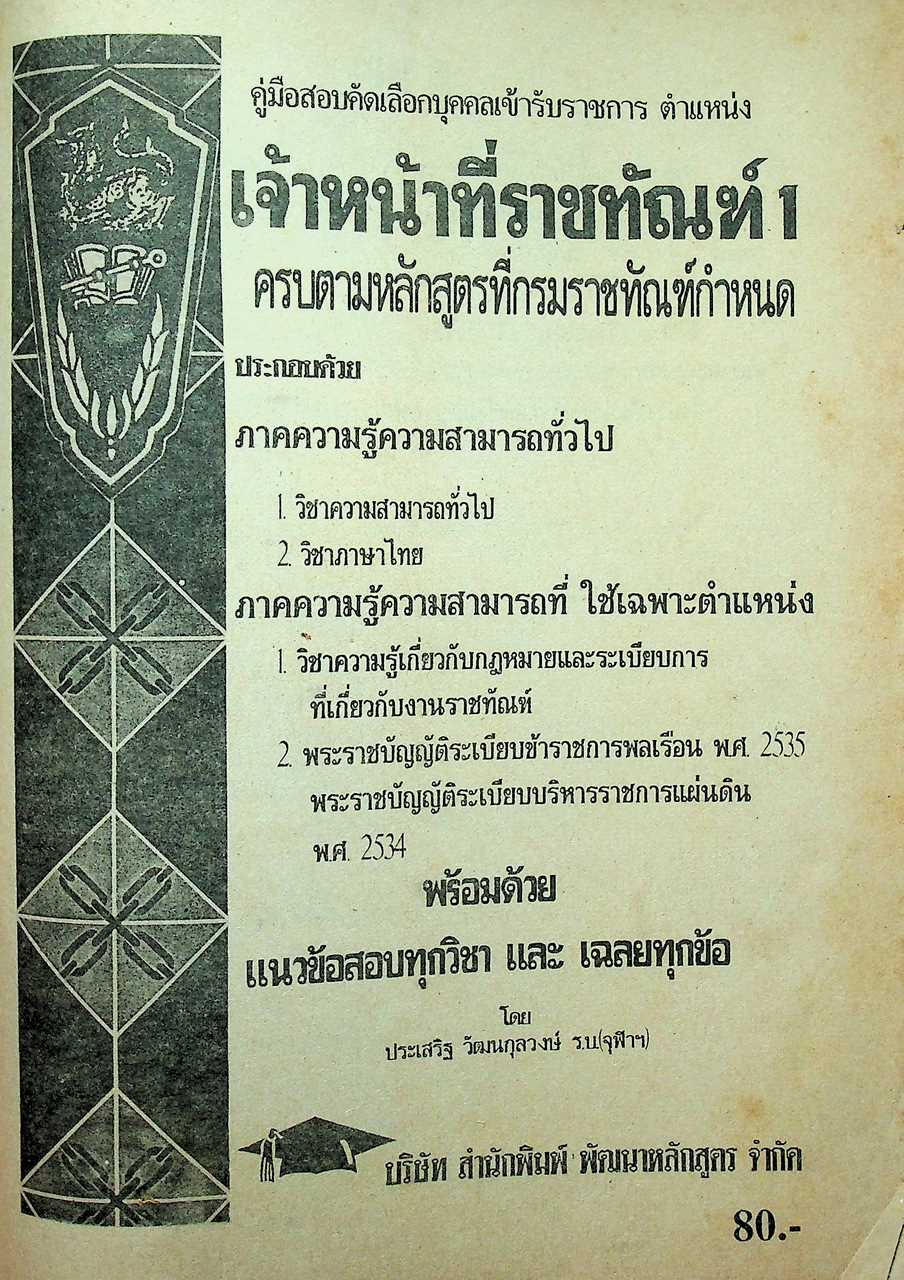 คู่มือสอบคัดเลือกบุคคลเข้ารับราชการ ตำแหน่ง
เจ้าหน้าที่ราชทัณฑ์ 1
ครบตามหลักสูตรที่กรมราชทัณฑ์กำหนด
ประกอบด้วย
ภาคความรู้ความสามารถทั่วไป
1. วิชาความสามารถทั่วไป
2. วิชาภาษาไทย
ภาคความรู้ความสามารถที่ ใช้เฉพาะตำแหน่ง
1. วิชาความรู้เกี่ยวกับกฎหมายและระเบียบการ
ที่เกี่ยวกับงานราชทัณฑ์
2. พระราชบัญญัติระเบียบข้าราชการพลเรือน พ.ศ. 2535
พระราชบัญญัติระเบียบบริหารราชการแผ่นดิน
พ.ศ. 2534
พร้อมด้วย
แนวข้อสอบทุกวิชา และ เฉลยทุกข้อ
โดย
ประเสริฐ วัฒนกุลวงษ์ ร.บ.(จุฬาฯ)
บริษัท สำนักพิมพ์ พัฒนาหลักสูตร จำกัด
80.-